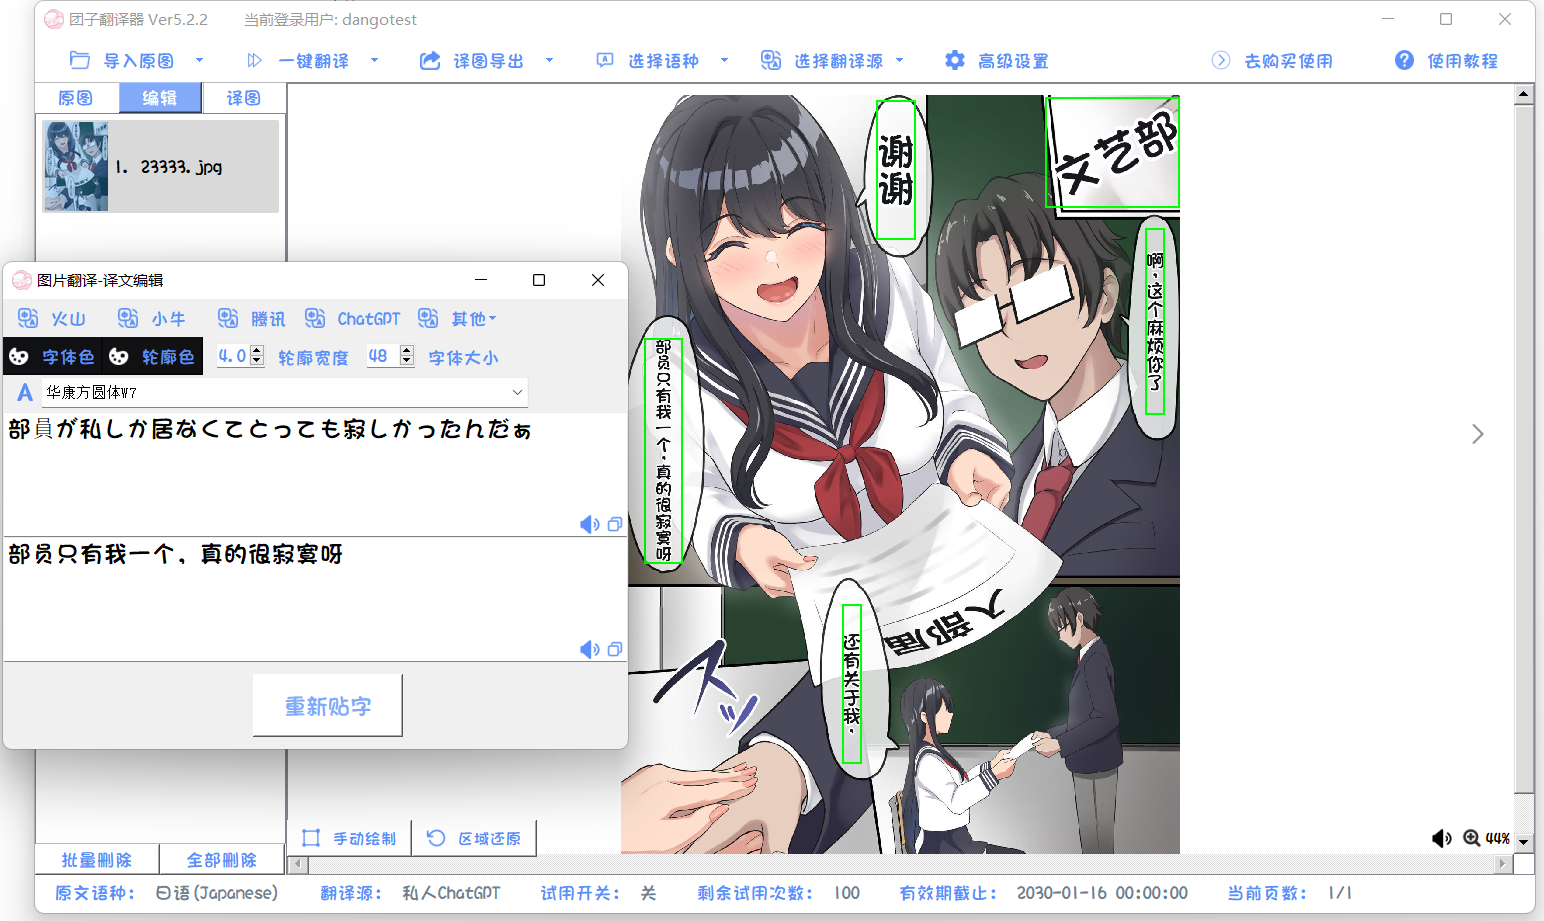 团子翻译器 Ver5.2.2 当前登录用户: dangotest
导入原图 一键翻译 译图导出 选择语种 选择翻译源 高级设置 去购买使用 使用教程
原图 编辑 译图
1. 23333.jpg
图片翻译-译文编辑
火山 小牛 腾讯 ChatGPT 其他
字体色 轮廓色 4.0 轮廓宽度 48 字体大小
A 华康方圆体W7
部員が私しか居なくてとっても寂しかったんだぁ
部员只有我一个，真的很寂寞呀
重新贴字
文艺部
谢谢
啊，这个麻烦你了
部员只有我一个，真的很寂寞呀
入部届
还有关于我，
スッ
手动绘制 区域还原
44%
批量删除 全部删除
原文语种: 日语(Japanese) 翻译源: 私人ChatGPT 试用开关: 关 剩余试用次数: 100 有效期截止: 2030-01-16 00:00:00 当前页数: 1/1